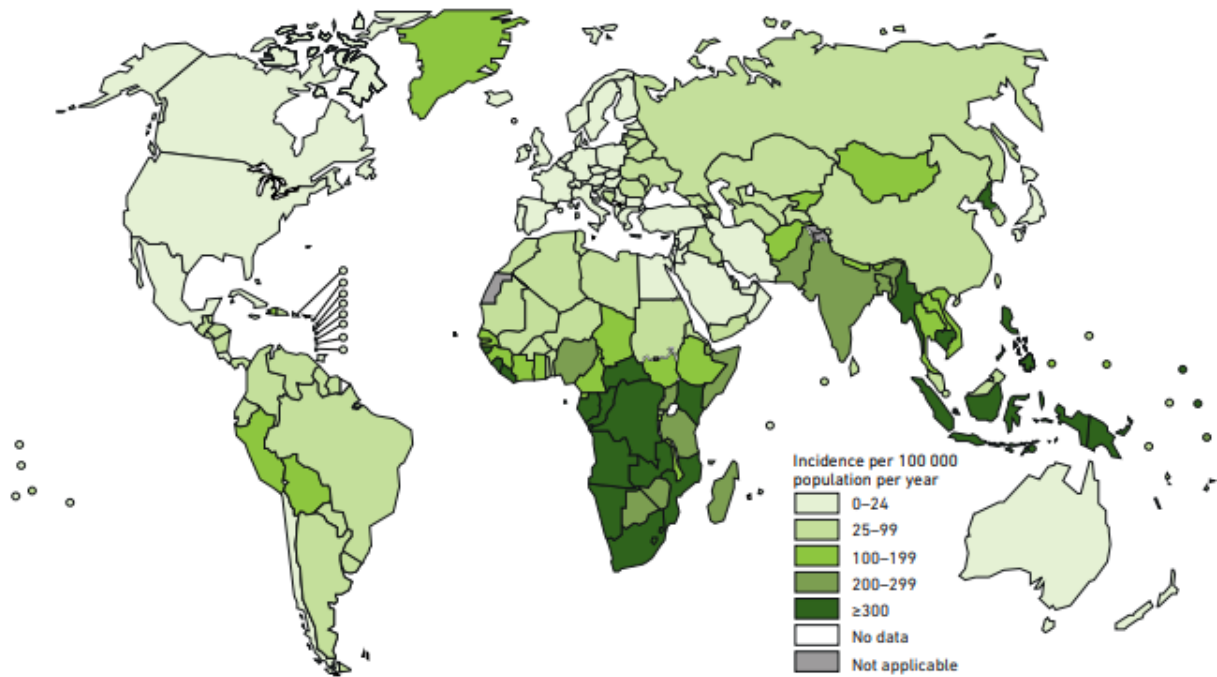 Incidence per 100 000
population per year
0–24
25–99
100–199
200–299
≥300
No data
Not applicable